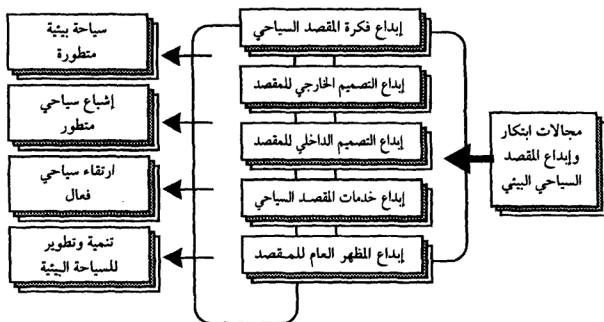 مجالات ابتكار
وإبداع المقصد
السياحي البيئي
إبداع فكرة المقصد السياحي
إبداع التصميم الخارجي للمقصد
إبداع التصميم الداخلي للمقصد
إبداع خدمات المقصد السياحي
إبداع المظهر العام للمقصد
سياحة بيئية
متطورة
إشباع سياحي
متطور
ارتقاء سياحي
فعال
تنمية وتطوير
للسياحة البيئية